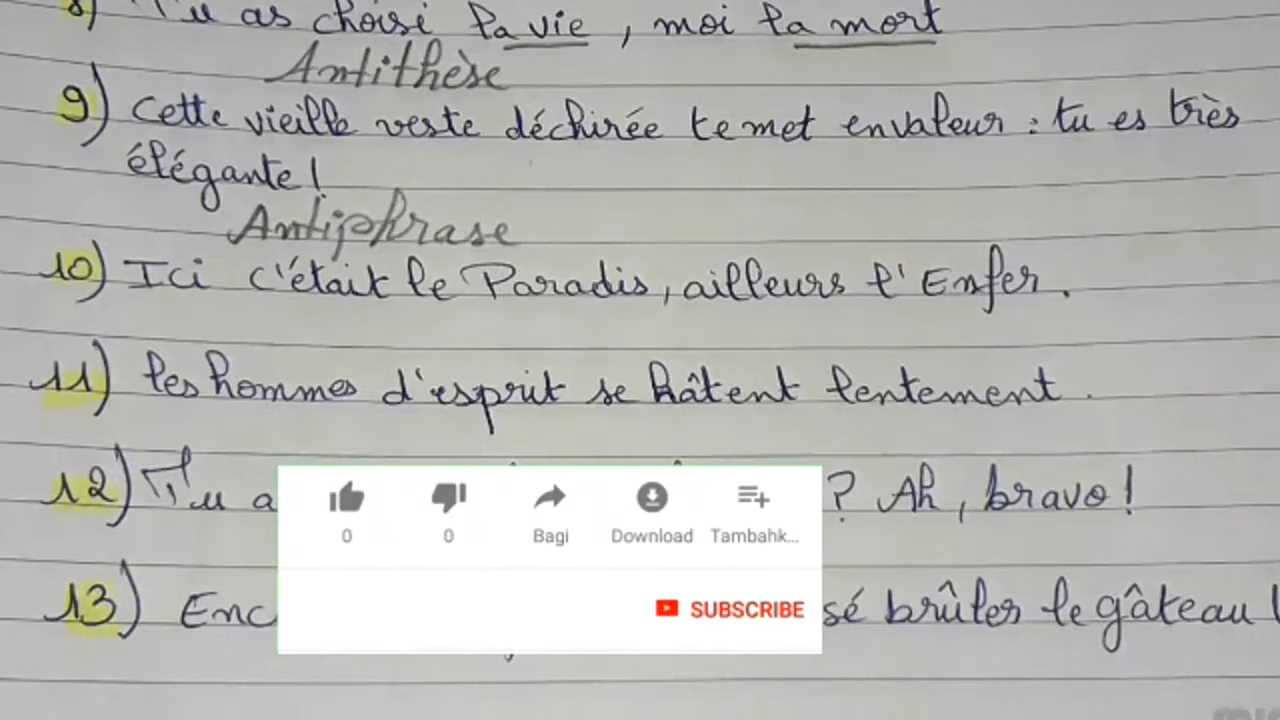 8) Tu as choisi la vie, moi la mort
Antithèse
9) Cette vieille veste déchirée te met en valeur : tu es très
élégante !
Antiphrase
10) Ici c'était le Paradis, ailleurs l'Enfer.
11) les hommes d'esprit se hâtent lentement.
12) Tu a ? Ah, bravo !
0 0 Bagi Download Tambahk...
13) Enc sé brûler le gâteau !
SUBSCRIBE